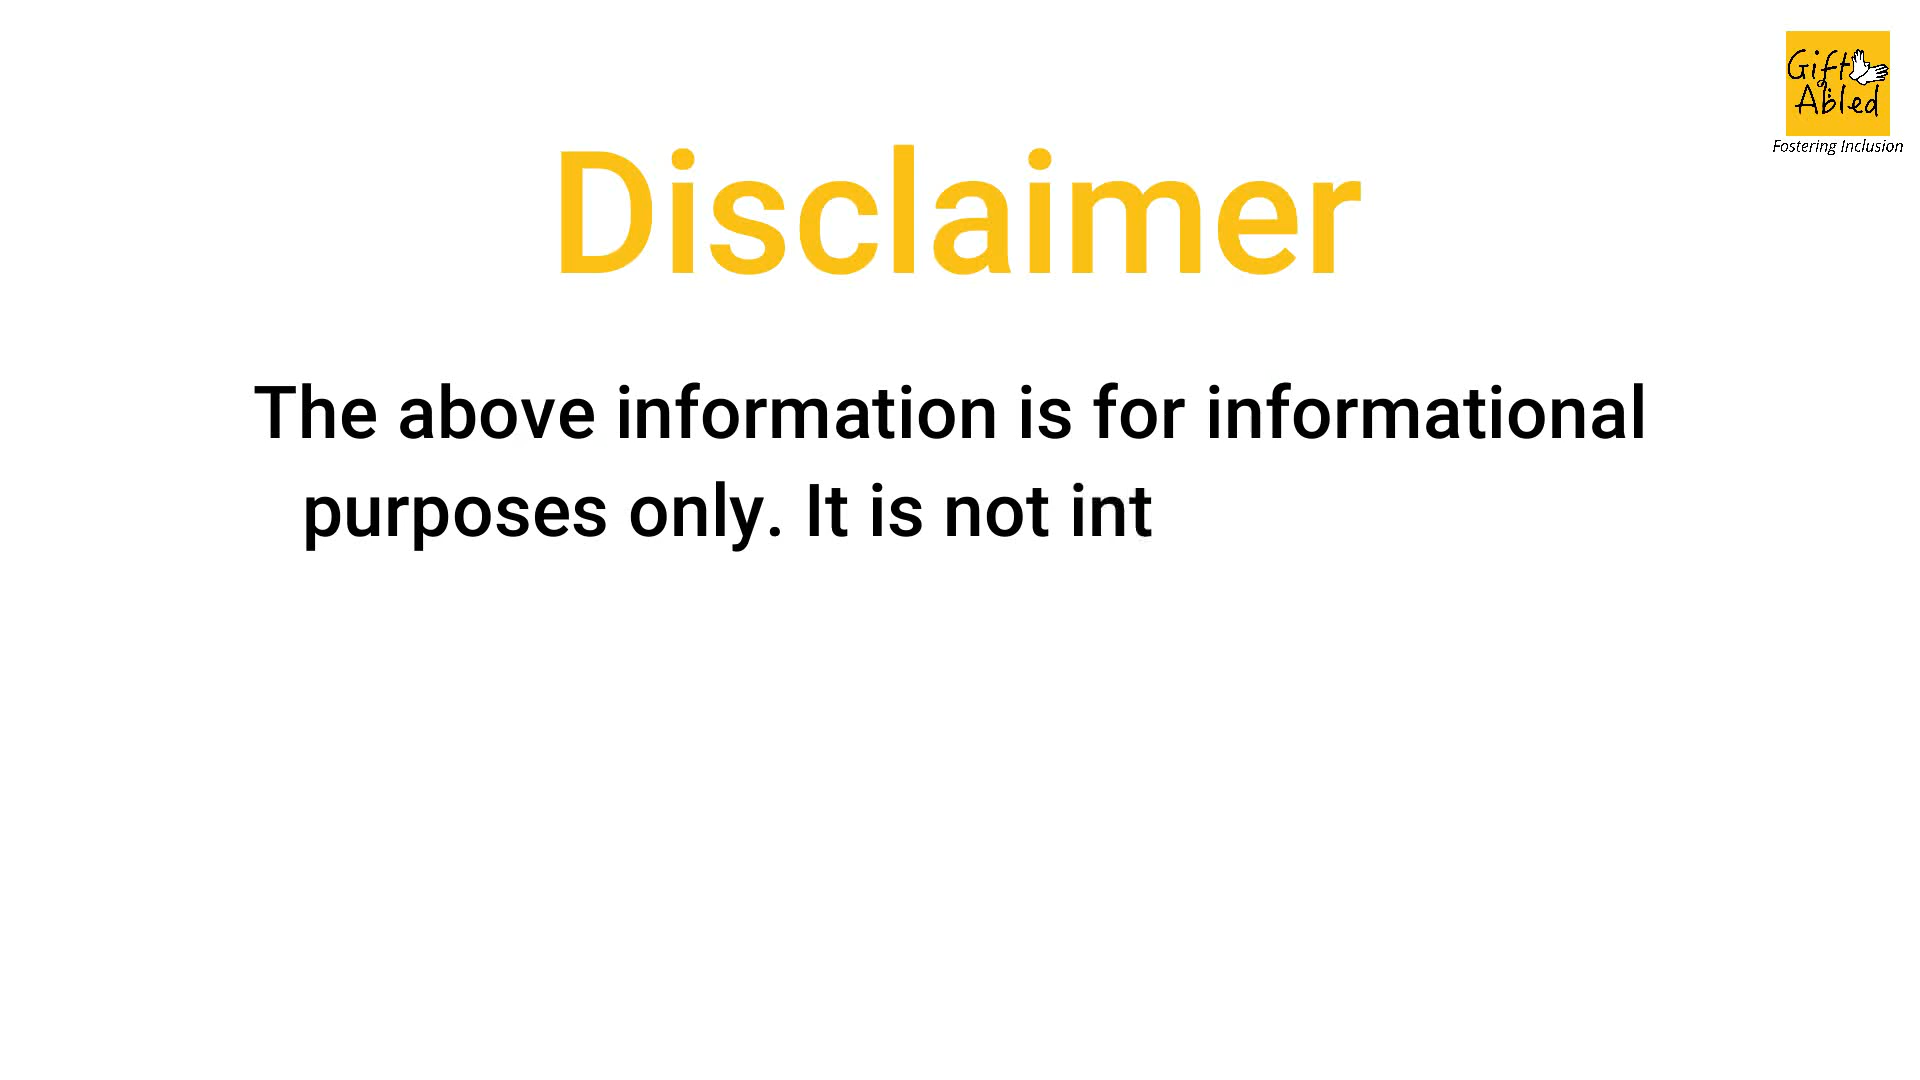 Gift
Abled
Fostering Inclusion
Disclaimer
The above information is for informational
purposes only. It is not int